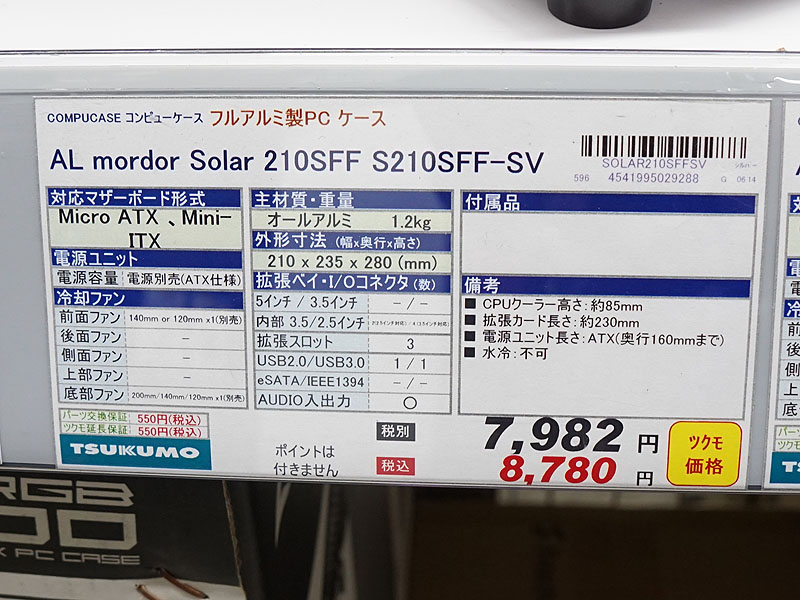 COMPUCASE コンピューケース フルアルミ製PC ケース
AL mordor Solar 210SFF S210SFF-SV
SOLAR210SFFSV シルバー
596 4541995029288 G 06.14
対応マザーボード形式
Micro ATX 、Mini-
ITX
電源ユニット
電源容量 電源別売(ATX仕様)
冷却ファン
前面ファン 140mm or 120mm x1(別売)
後面ファン -
側面ファン -
上部ファン -
底部ファン 200mm/140mm/120mm x1(別売)
主材質・重量
オールアルミ 1.2kg
外形寸法 (幅x奥行x高さ)
210 x 235 x 280 (mm)
拡張ベイ・I/Oコネクタ (数)
5インチ / 3.5インチ -/-
内部 3.5/2.5インチ
拡張スロット 3
USB2.0/USB3.0 1 / 1
eSATA/IEEE1394 -/-
AUDIO入出力 ○
付属品
備考
■ CPUクーラー高さ: 約85mm
■ 拡張カード長さ: 約230mm
■ 電源ユニット長さ: ATX(奥行160mmまで)
■ 水冷: 不可
パーツ交換保証 550円(税込)
ツクモ延長保証 550円(税込)
TSUKUMO
ポイントは
付きません
税別 7,982 円
税込 8,780 円
ツクモ
価格
RGB
00
K PC CASE